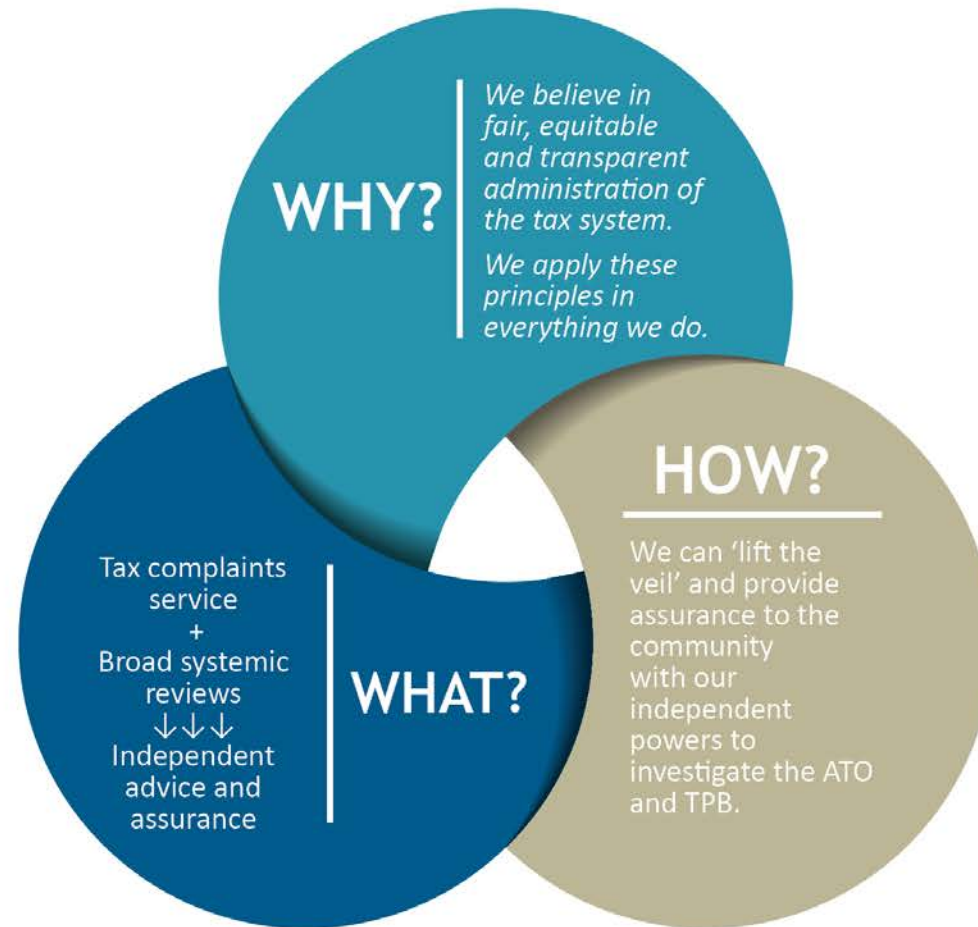 WHY?
We believe in
fair, equitable
and transparent
administration of
the tax system.
We apply these
principles in
everything we do.
HOW?
We can ‘lift the
veil’ and provide
assurance to the
community
with our
independent
powers to
investigate the ATO
and TPB.
WHAT?
Tax complaints
service
+
Broad systemic
reviews
↓↓↓
Independent
advice and
assurance